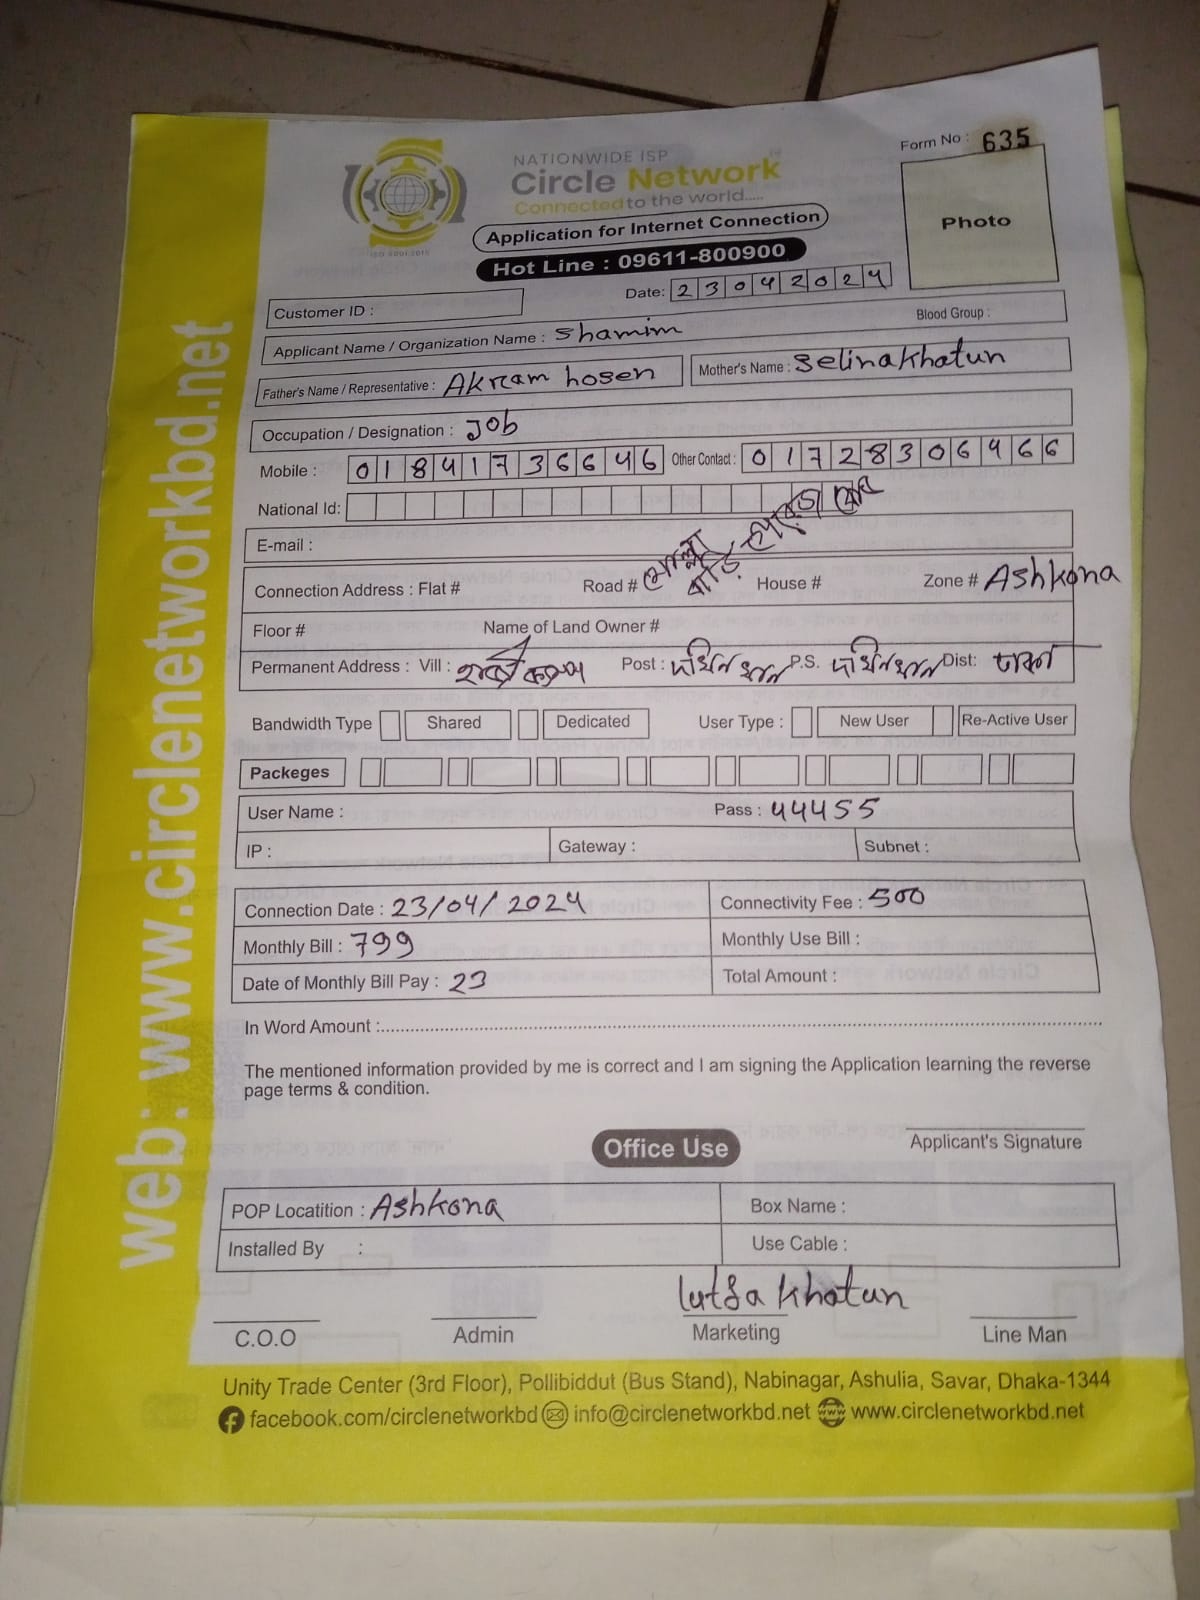 Form No : 635
NATIONWIDE ISP
Circle Network
Connected to the world.....
ISO 9001:2015
Photo
Application for Internet Connection
Hot Line : 09611-800900
Date: 23042024
Customer ID :
Applicant Name / Organization Name : Shamim Blood Group :
Father's Name / Representative : Akram hosen Mother's Name : Selina Khatun
Occupation / Designation : Job
Mobile : 01841736646 Other Contact : 01728306466
National Id:
E-mail :
Connection Address : Flat # Road # House # Zone # Ashkona
Floor # Name of Land Owner #
Permanent Address : Vill : Post : P.S. Dist: ঢাকা
Bandwidth Type Shared Dedicated User Type : New User Re-Active User
Packeges
User Name : Pass : 44455
IP : Gateway : Subnet :
Connection Date : 23/04/2024 Connectivity Fee : 500
Monthly Bill : 799 Monthly Use Bill :
Date of Monthly Bill Pay : 23 Total Amount :
In Word Amount :
The mentioned information provided by me is correct and I am signing the Application learning the reverse
page terms & condition.
Applicant's Signature
Office Use
POP Locatition : Ashkona Box Name :
Installed By : Use Cable :
lutfa khatun
C.O.O Admin Marketing Line Man
Unity Trade Center (3rd Floor), Pollibiddut (Bus Stand), Nabinagar, Ashulia, Savar, Dhaka-1344
facebook.com/circlenetworkbd info@circlenetworkbd.net www.circlenetworkbd.net
web: www.circlenetworkbd.net